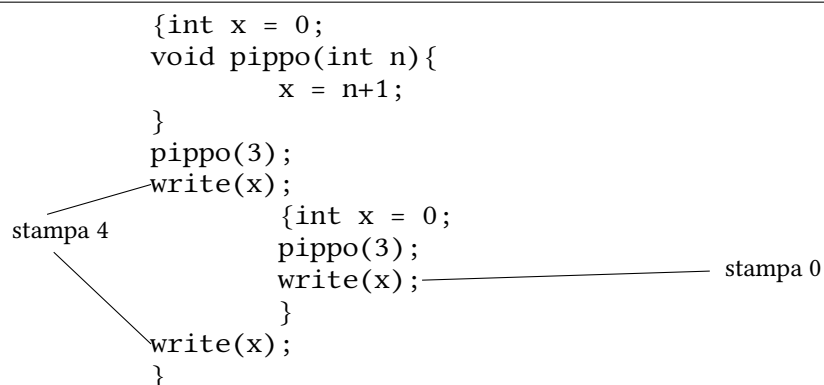 {int x = 0;
void pippo(int n){
x = n+1;
}
pippo(3);
write(x);
{int x = 0;
stampa 4
pippo(3);
write(x);
stampa 0
}
write(x);
}